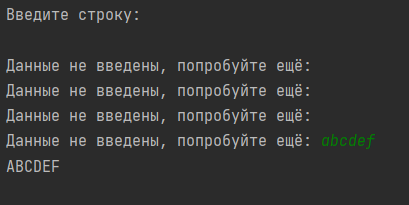 Введите строку:
Данные не введены, попробуйте ещё:
Данные не введены, попробуйте ещё:
Данные не введены, попробуйте ещё:
Данные не введены, попробуйте ещё: abcdef
ABCDEF